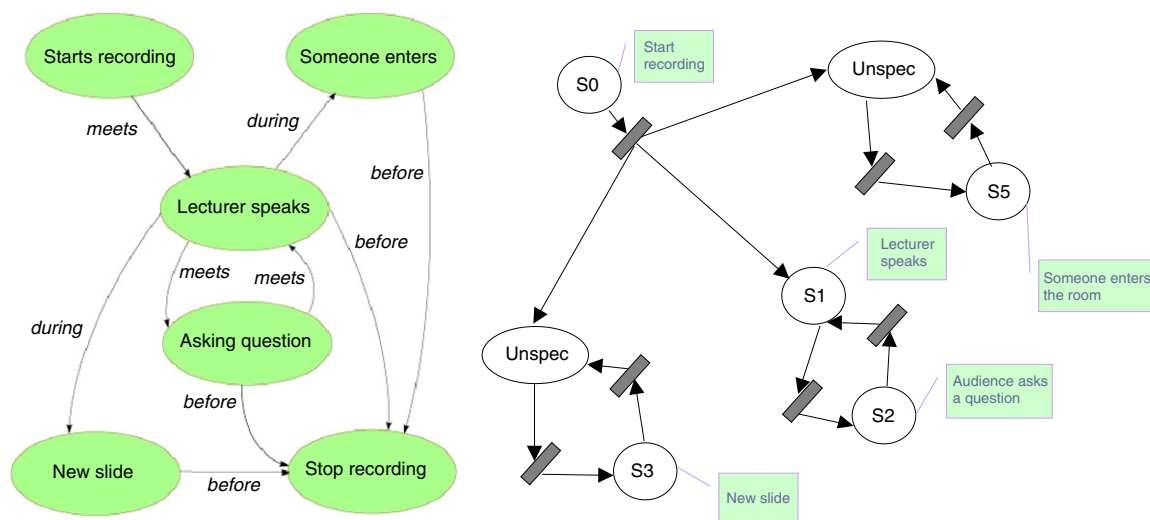 Starts recording
Someone enters
meets
during
before
Lecturer speaks
before
meets
meets
during
Asking question
before
New slide
before
Stop recording
Start
recording
S0
Unspec
S5
Lecturer
speaks
Someone enters
the room
S1
Unspec
Audience asks
a question
S2
S3
New slide